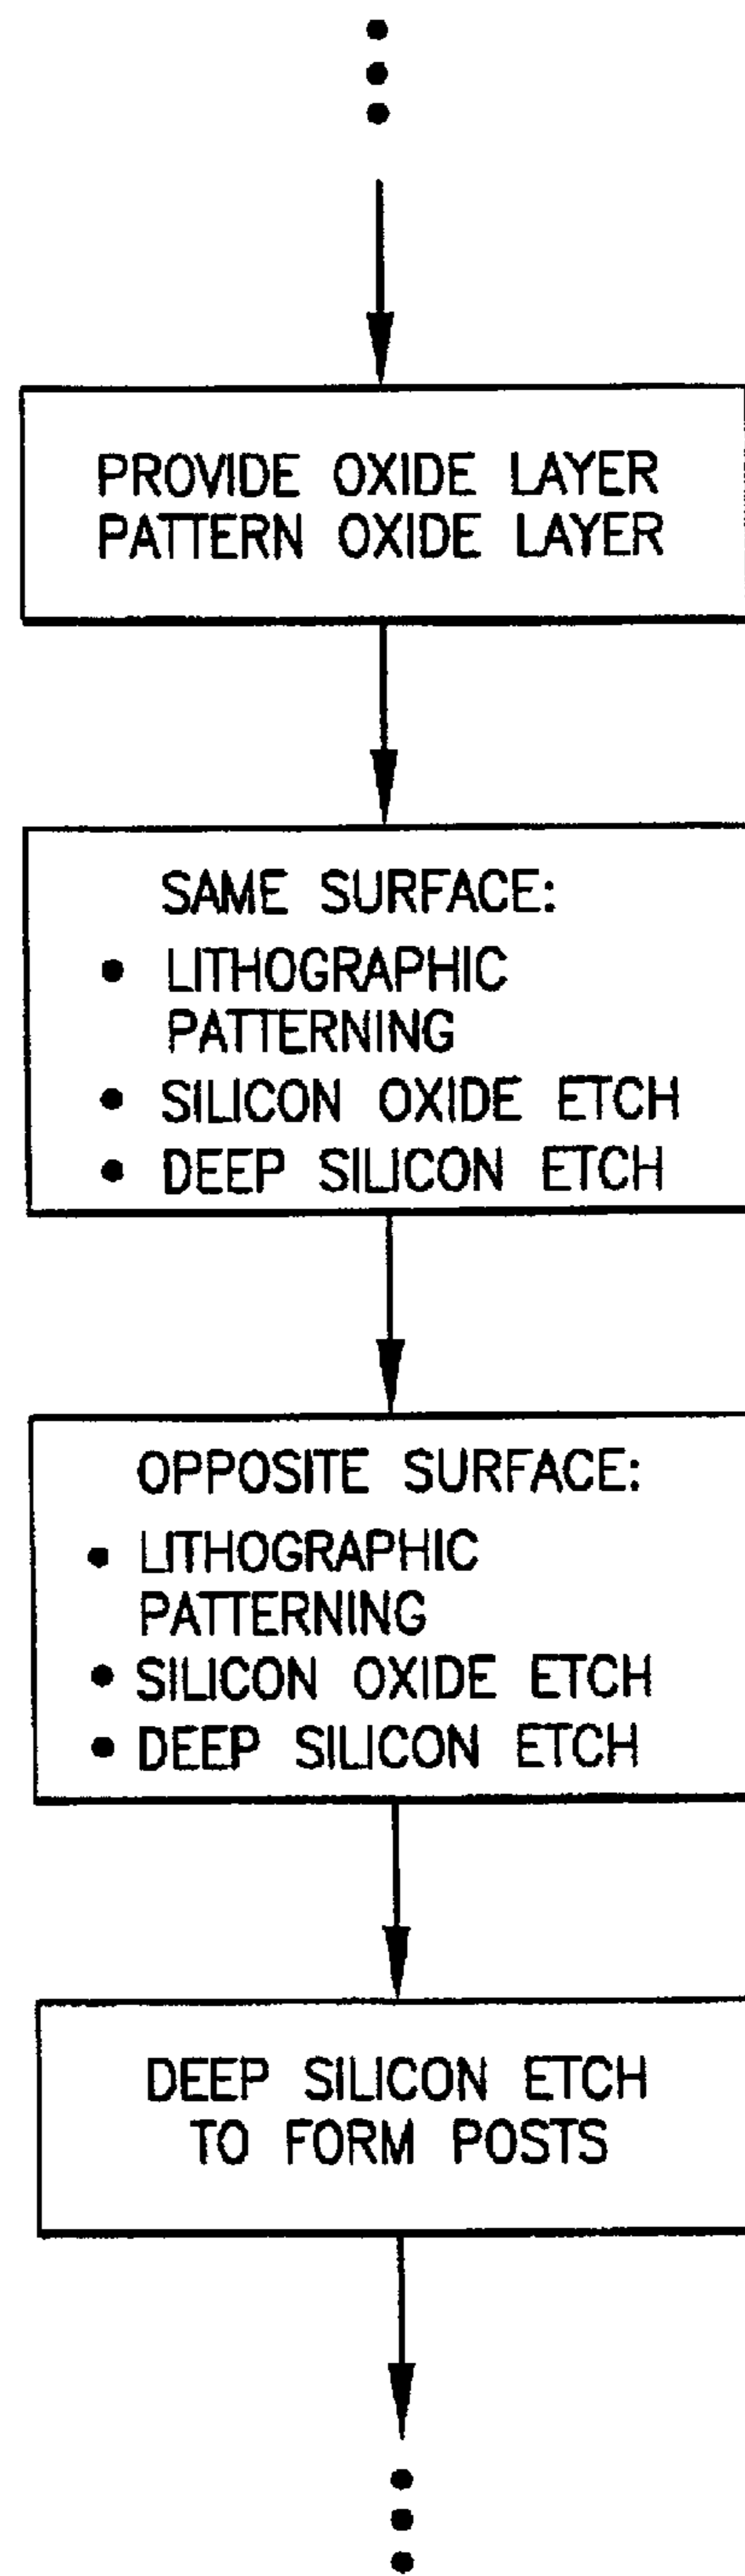 PROVIDE OXIDE LAYER
PATTERN OXIDE LAYER
SAME SURFACE:
• LITHOGRAPHIC
PATTERNING
• SILICON OXIDE ETCH
• DEEP SILICON ETCH
OPPOSITE SURFACE:
• LITHOGRAPHIC
PATTERNING
• SILICON OXIDE ETCH
• DEEP SILICON ETCH
DEEP SILICON ETCH
TO FORM POSTS